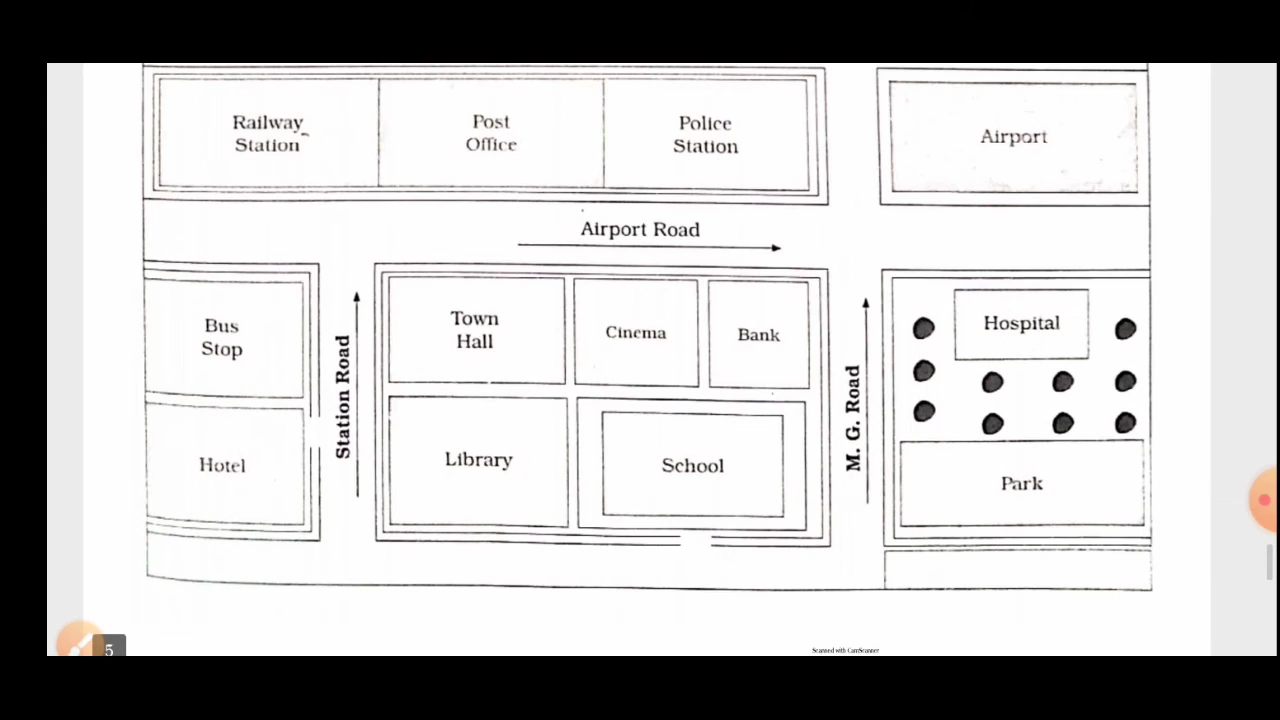 Railway
Station
Post
Office
Police
Station
Airport
Airport Road
Bus
Stop
Station Road
Town
Hall
Cinema
Bank
M. G. Road
Hospital
Hotel
Library
School
Park
5
Scanned with CamScanner